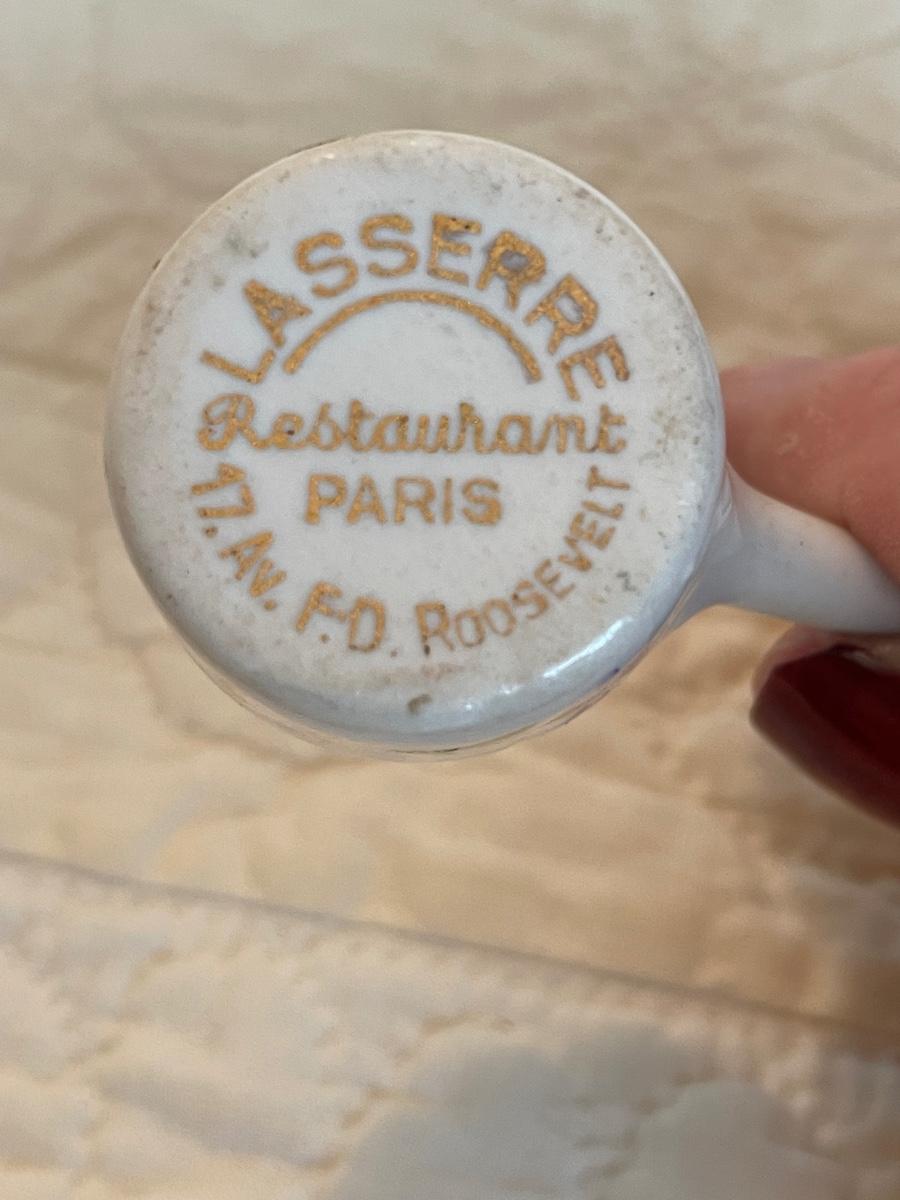 LASSERRE
Restaurant
PARIS
17. Av. F-D. ROOSEVELT